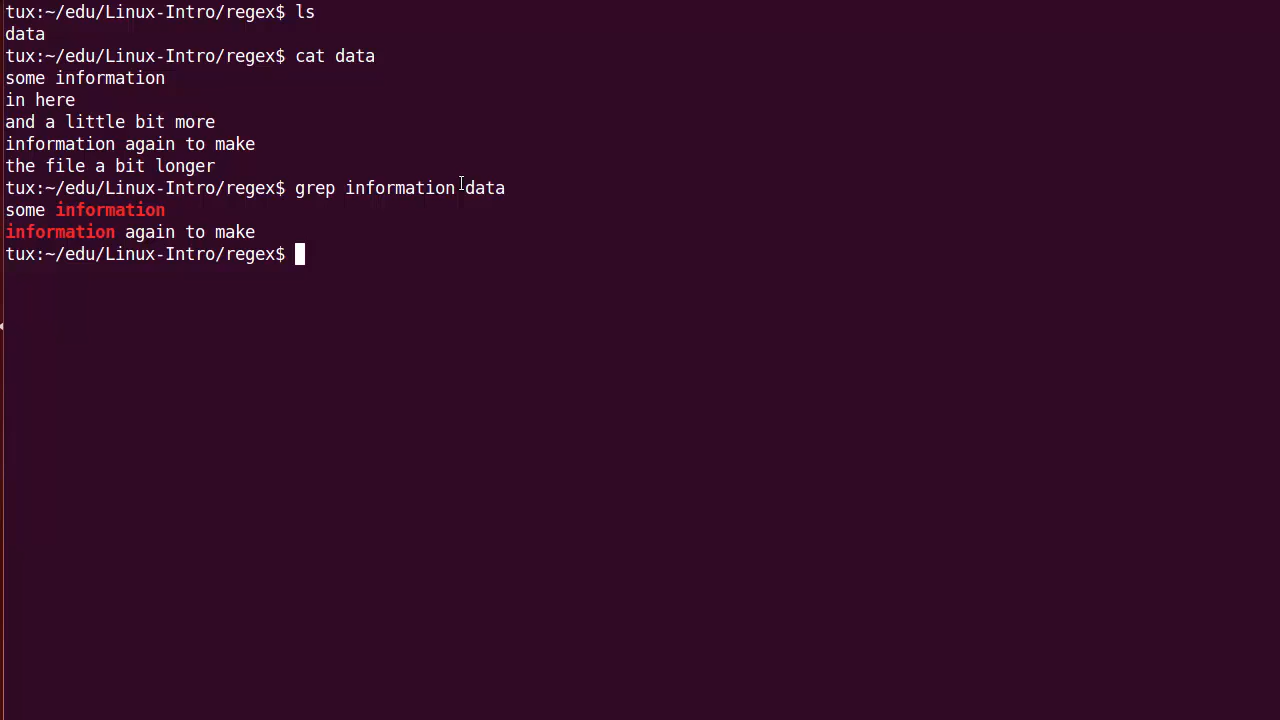 tux:~/edu/Linux-Intro/regex$ ls
data
tux:~/edu/Linux-Intro/regex$ cat data
some information
in here
and a little bit more
information again to make
the file a bit longer
tux:~/edu/Linux-Intro/regex$ grep information data
some information
information again to make
tux:~/edu/Linux-Intro/regex$